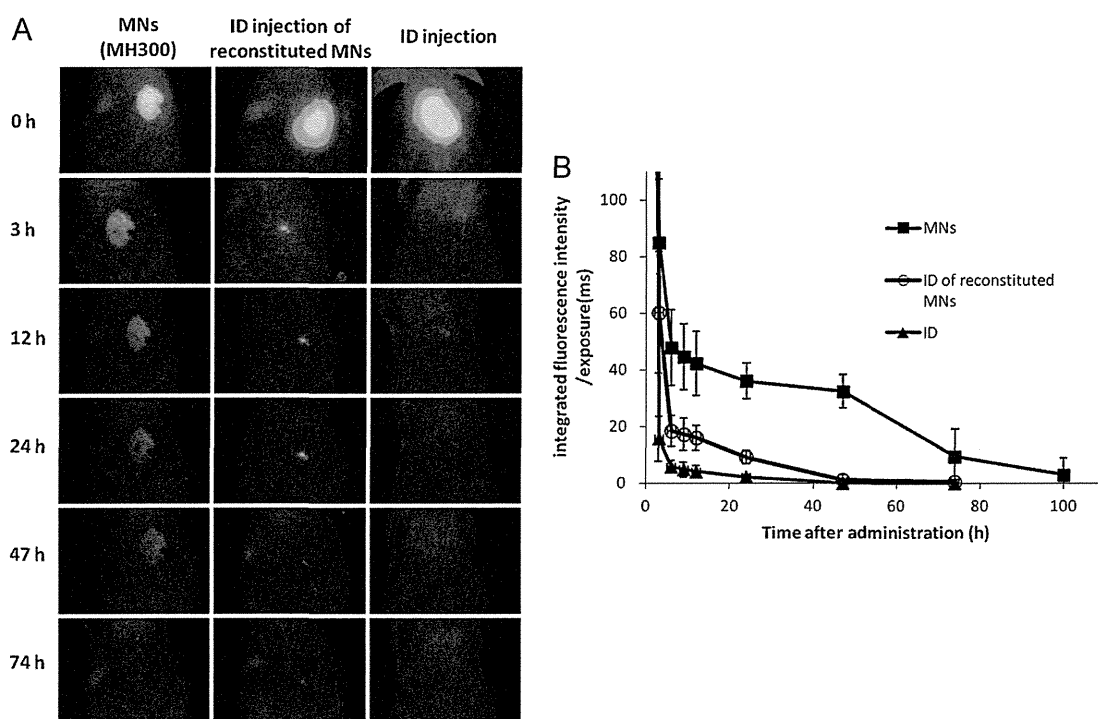 A
MNs
(MH300)
ID injection of
reconstituted MNs
ID injection
0 h
3 h
12 h
24 h
47 h
74 h
B
integrated fluorescence intensity
/exposure(ms)
100
80
60
40
20
0
0
20
40
60
80
100
Time after administration (h)
MNs
ID of reconstituted
MNs
ID